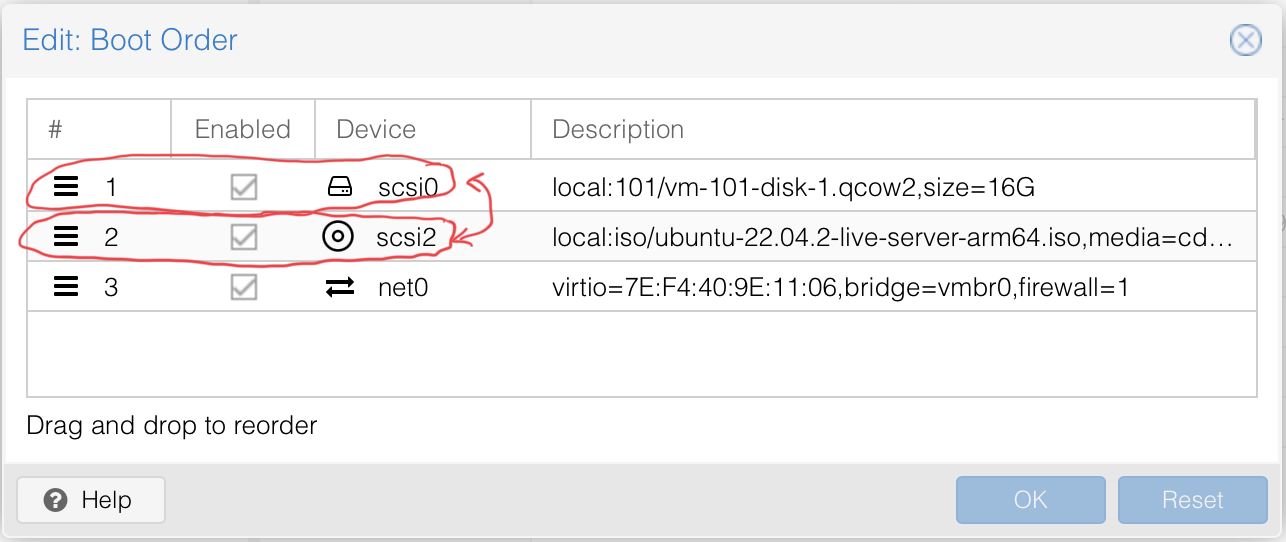 Edit: Boot Order
# Enabled Device Description
1 scsi0 local:101/vm-101-disk-1.qcow2,size=16G
2 scsi2 local:iso/ubuntu-22.04.2-live-server-arm64.iso,media=cd...
3 net0 virtio=7E:F4:40:9E:11:06,bridge=vmbr0,firewall=1
Drag and drop to reorder
Help OK Reset